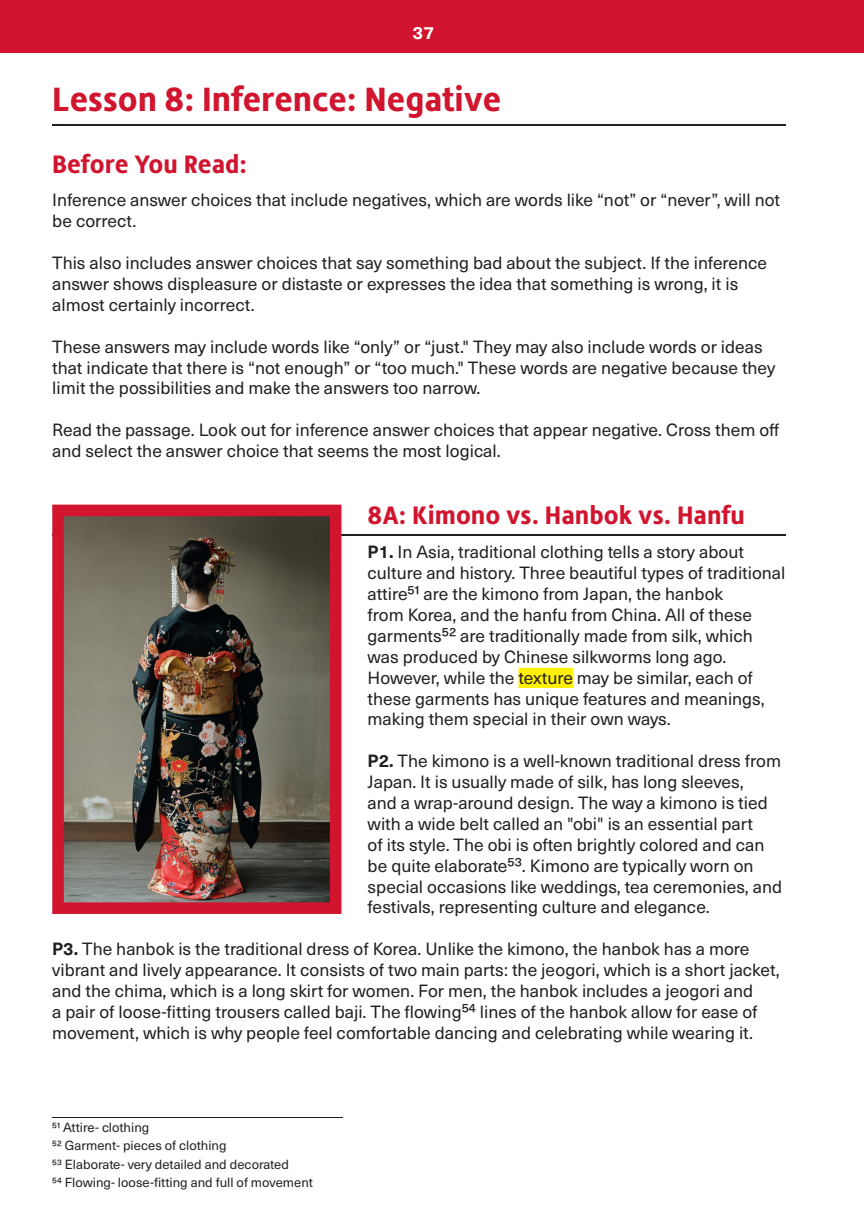 37
Lesson 8: Inference: Negative
Before You Read:
Inference answer choices that include negatives, which are words like “not” or “never”, will not
be correct.
This also includes answer choices that say something bad about the subject. If the inference
answer shows displeasure or distaste or expresses the idea that something is wrong, it is
almost certainly incorrect.
These answers may include words like “only” or “just." They may also include words or ideas
that indicate that there is “not enough” or “too much." These words are negative because they
limit the possibilities and make the answers too narrow.
Read the passage. Look out for inference answer choices that appear negative. Cross them off
and select the answer choice that seems the most logical.
8A: Kimono vs. Hanbok vs. Hanfu
P1. In Asia, traditional clothing tells a story about
culture and history. Three beautiful types of traditional
attire⁵¹ are the kimono from Japan, the hanbok
from Korea, and the hanfu from China. All of these
garments⁵² are traditionally made from silk, which
was produced by Chinese silkworms long ago.
However, while the texture may be similar, each of
these garments has unique features and meanings,
making them special in their own ways.
P2. The kimono is a well-known traditional dress from
Japan. It is usually made of silk, has long sleeves,
and a wrap-around design. The way a kimono is tied
with a wide belt called an "obi" is an essential part
of its style. The obi is often brightly colored and can
be quite elaborate⁵³. Kimono are typically worn on
special occasions like weddings, tea ceremonies, and
festivals, representing culture and elegance.
P3. The hanbok is the traditional dress of Korea. Unlike the kimono, the hanbok has a more
vibrant and lively appearance. It consists of two main parts: the jeogori, which is a short jacket,
and the chima, which is a long skirt for women. For men, the hanbok includes a jeogori and
a pair of loose-fitting trousers called baji. The flowing⁵⁴ lines of the hanbok allow for ease of
movement, which is why people feel comfortable dancing and celebrating while wearing it.
⁵¹ Attire- clothing
⁵² Garment- pieces of clothing
⁵³ Elaborate- very detailed and decorated
⁵⁴ Flowing- loose-fitting and full of movement